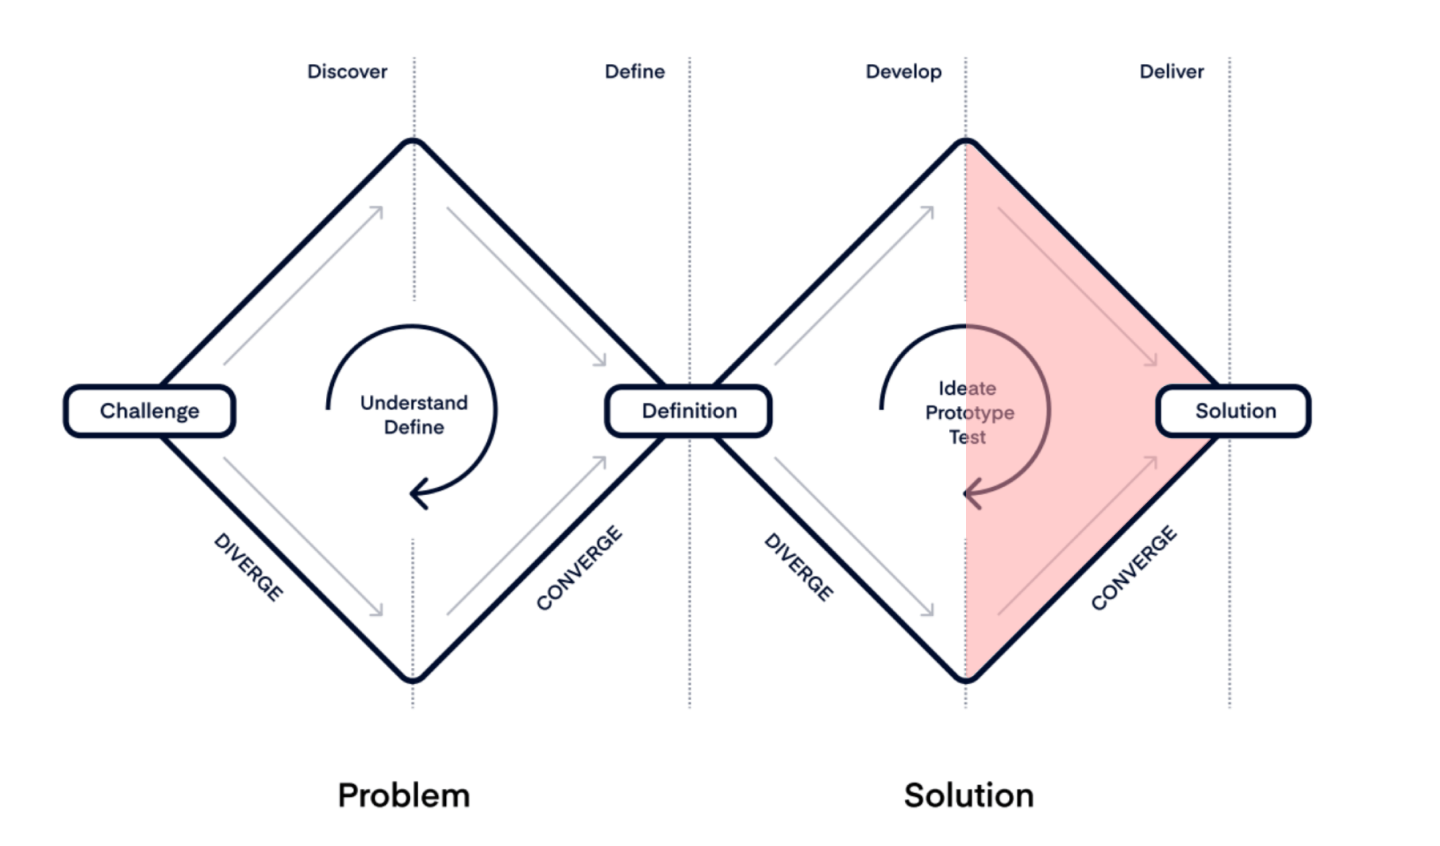 Discover
Define
Develop
Deliver
Challenge
Understand
Define
Definition
Ideate
Prototype
Test
Solution
DIVERGE
CONVERGE
DIVERGE
CONVERGE
Problem
Solution